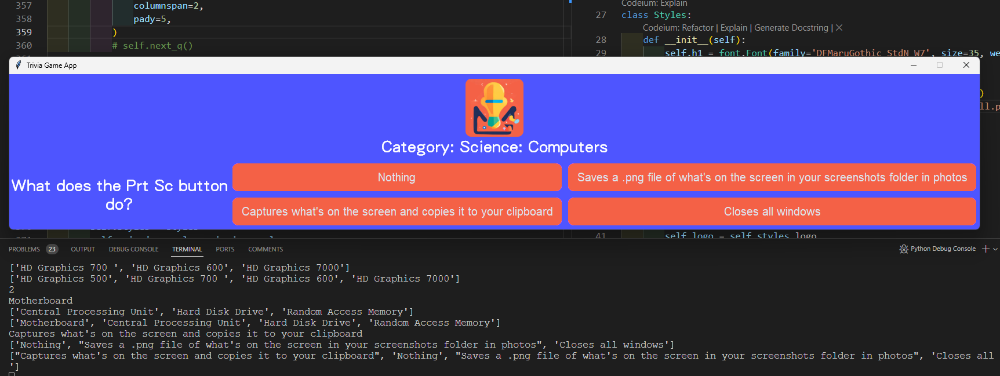 357 columnspan=2,
358 pady=5,
359 )
360 # self.next_q()
Codeium: Explain
27 class Styles:
Codeium: Refactor | Explain | Generate Docstring | ×
28 def __init__(self):
29 self.h1 = font.Font(family='DFMaruGothic StdN W7', size=35, we
)
ll.p
Trivia Game App
Category: Science: Computers
What does the Prt Sc button
do?
Nothing
Saves a .png file of what's on the screen in your screenshots folder in photos
Captures what's on the screen and copies it to your clipboard
Closes all windows
41 self.logo = self.styles.logo
PROBLEMS 23 OUTPUT DEBUG CONSOLE TERMINAL PORTS COMMENTS
Python Debug Console
['HD Graphics 700 ', 'HD Graphics 600', 'HD Graphics 7000']
['HD Graphics 500', 'HD Graphics 700 ', 'HD Graphics 600', 'HD Graphics 7000']
2
Motherboard
['Central Processing Unit', 'Hard Disk Drive', 'Random Access Memory']
['Motherboard', 'Central Processing Unit', 'Hard Disk Drive', 'Random Access Memory']
Captures what's on the screen and copies it to your clipboard
['Nothing', "Saves a .png file of what's on the screen in your screenshots folder in photos", 'Closes all windows']
["Captures what's on the screen and copies it to your clipboard", 'Nothing', "Saves a .png file of what's on the screen in your screenshots folder in photos", 'Closes all
']